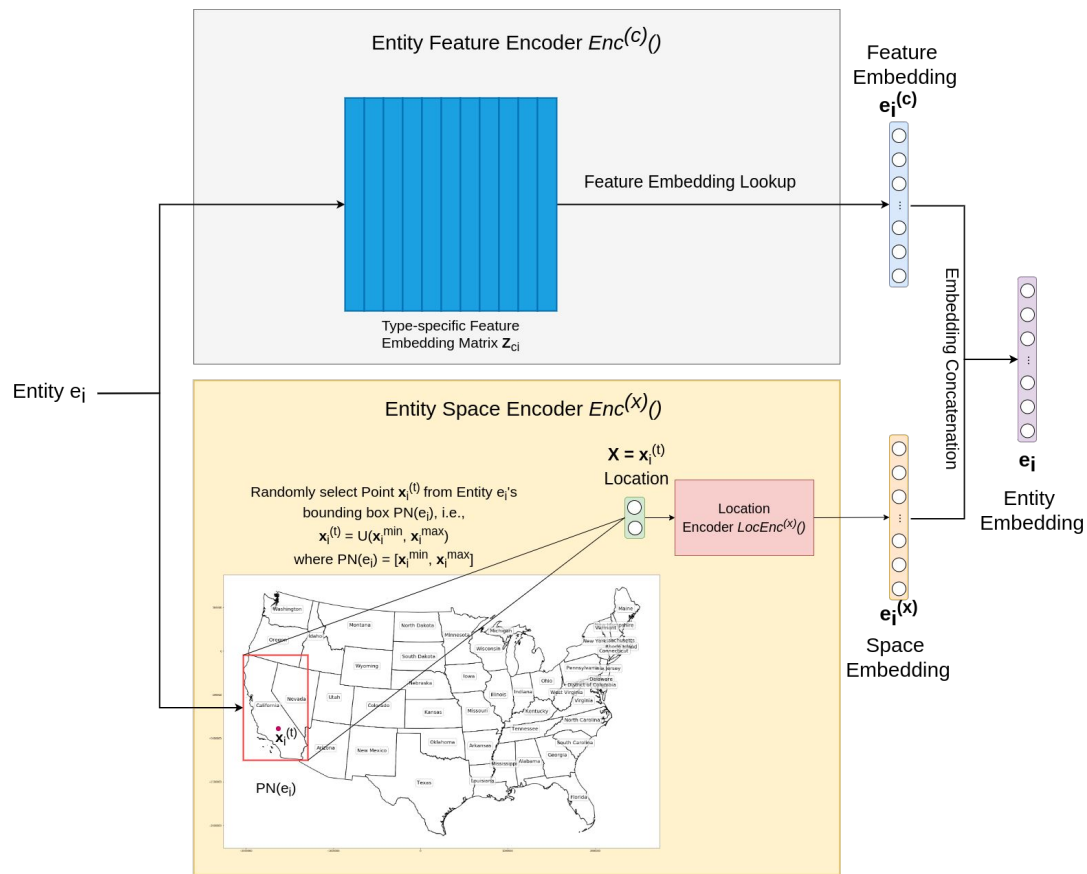 Entity Feature Encoder Enc^(c)()
Feature
Embedding
e_i^(c)
Feature Embedding Lookup
Type-specific Feature
Embedding Matrix Z_ci
Embedding Concatenation
Entity e_i
e_i
Entity
Embedding
Entity Space Encoder Enc^(x)()
X = x_i^(t)
Location
Randomly select Point x_i^(t) from Entity e_i's
bounding box PN(e_i), i.e.,
x_i^(t) = U(x_i^min, x_i^max)
where PN(e_i) = [x_i^min, x_i^max]
Location
Encoder LocEnc^(x)()
e_i^(x)
Space
Embedding
Washington
Montana
North Dakota
Minnesota
Michigan
Maine
Oregon
Idaho
South Dakota
Wisconsin
Vermont
New York
Connecticut
Wyoming
Iowa
Pennsylvania
Nebraska
Ohio
Delaware
District of Columbia
Nevada
Utah
Colorado
Illinois
Indiana
West Virginia
Virginia
California
Kansas
Missouri
Kentucky
North Carolina
Tennessee
x_i^(t)
Arizona
New Mexico
Oklahoma
Arkansas
South Carolina
Mississippi
Alabama
Georgia
Texas
Louisiana
Florida
PN(e_i)